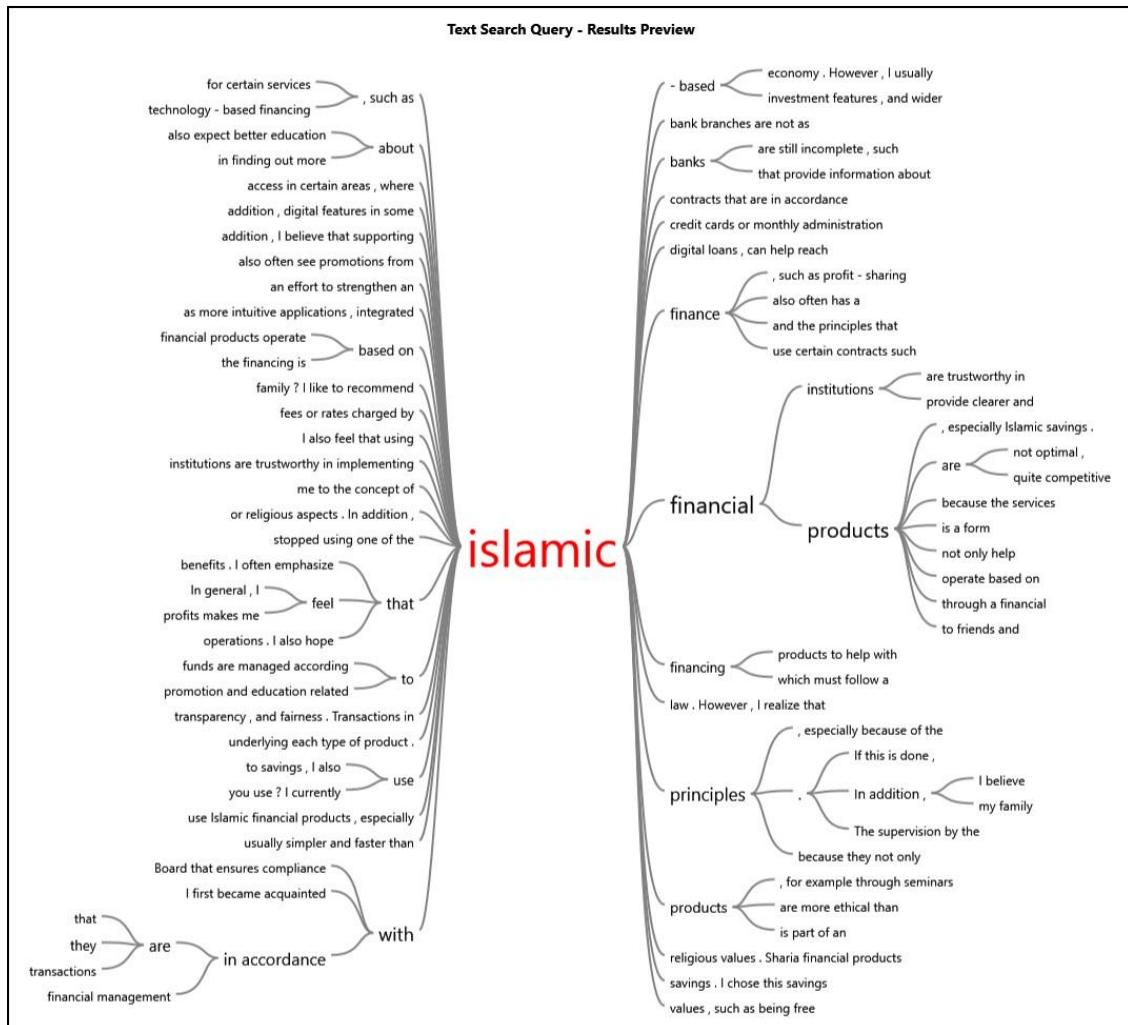 Text Search Query - Results Preview
for certain services
technology - based financing
, such as
also expect better education
in finding out more
about
access in certain areas , where
addition , digital features in some
addition , I believe that supporting
also often see promotions from
an effort to strengthen an
as more intuitive applications , integrated
financial products operate
the financing is
based on
family ? I like to recommend
fees or rates charged by
I also feel that using
institutions are trustworthy in implementing
me to the concept of
or religious aspects . In addition ,
stopped using one of the
benefits . I often emphasize
In general , I
profits makes me
feel
operations . I also hope
that
funds are managed according
promotion and education related
to
transparency , and fairness . Transactions in
underlying each type of product .
to savings , I also
you use ? I currently
use
use Islamic financial products , especially
usually simpler and faster than
Board that ensures compliance
I first became acquainted
that
they
transactions
are
financial management
in accordance
with
islamic
- based
economy . However , I usually
investment features , and wider
bank branches are not as
banks
are still incomplete , such
that provide information about
contracts that are in accordance
credit cards or monthly administration
digital loans , can help reach
finance
, such as profit - sharing
also often has a
and the principles that
use certain contracts such
financial
institutions
are trustworthy in
provide clearer and
products
, especially Islamic savings .
are
not optimal ,
quite competitive
because the services
is a form
not only help
operate based on
through a financial
to friends and
financing
products to help with
which must follow a
law . However , I realize that
principles
, especially because of the
.
If this is done ,
In addition ,
I believe
my family
The supervision by the
because they not only
products
, for example through seminars
are more ethical than
is part of an
religious values . Sharia financial products
savings . I chose this savings
values , such as being free